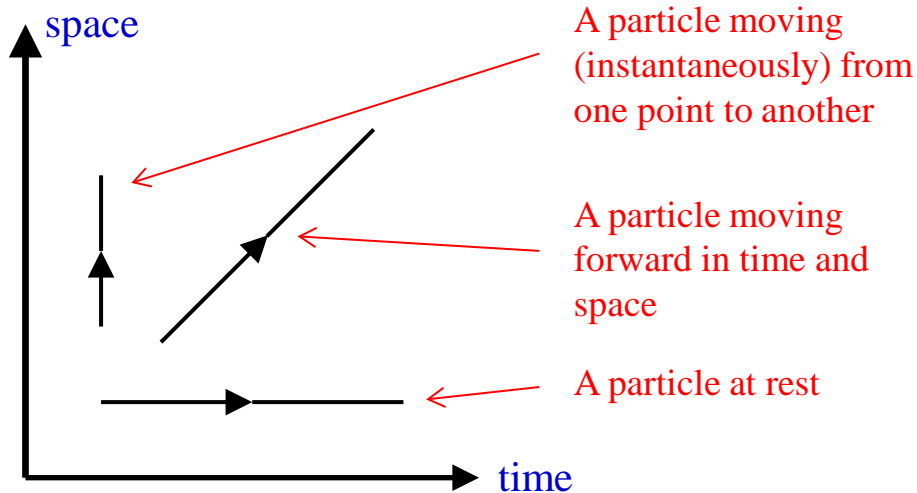 space
A particle moving
(instantaneously) from
one point to another
A particle moving
forward in time and
space
A particle at rest
time